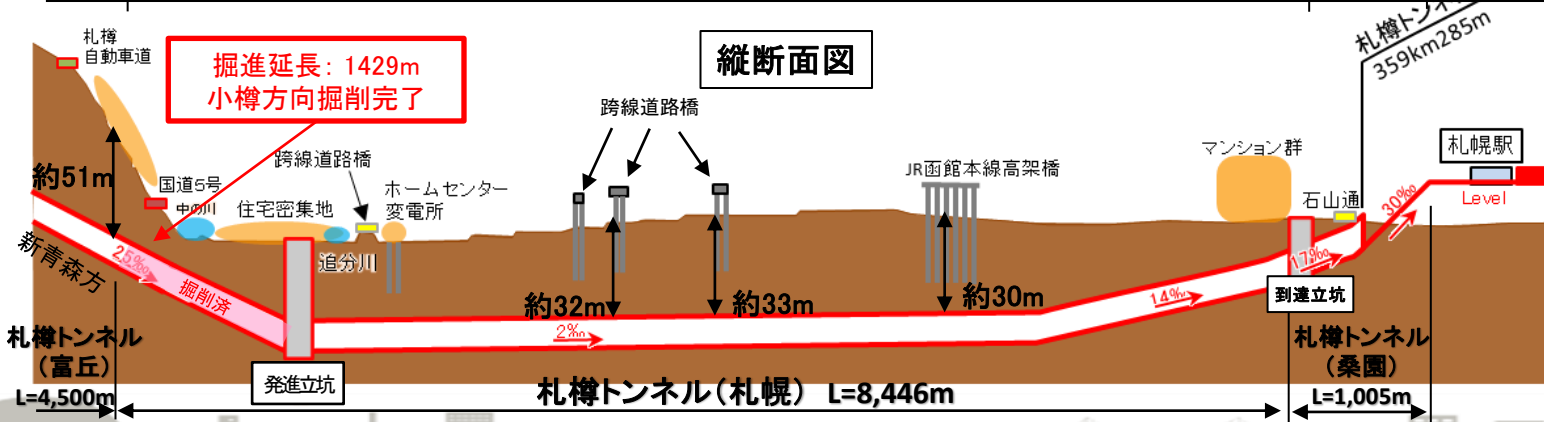 縦断面図
札樽トンネル
359km285m
札樽
自動車道
掘進延長：1429m
小樽方向掘削完了
跨線道路橋
約51m
国道5号
中の川
住宅密集地
跨線道路橋
ホームセンター
変電所
追分川
JR函館本線高架橋
マンション群
石山通
札幌駅
Level
30‰
新青森方
25‰
掘削済
約32m
約33m
約30m
2‰
14‰
17‰
到達立坑
発進立坑
札樽トンネル
（富丘）
L=4,500m
札樽トンネル（札幌） L=8,446m
札樽トンネル
（桑園）
L=1,005m